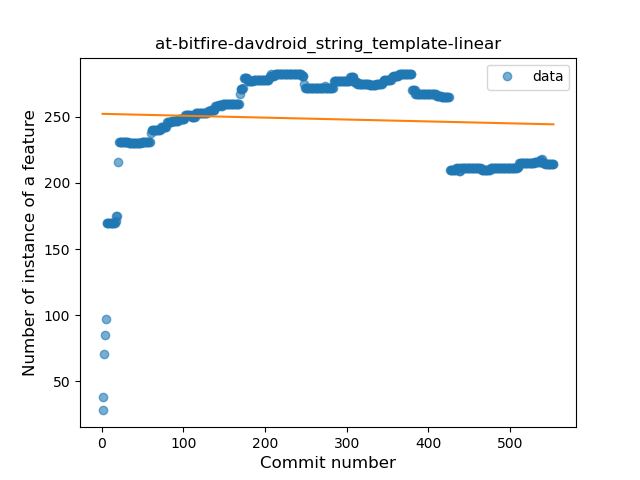 at-bitfire-davdroid_string_template-linear
data
Number of instance of a feature
250
200
150
100
50
0
100
200
300
400
500
Commit number